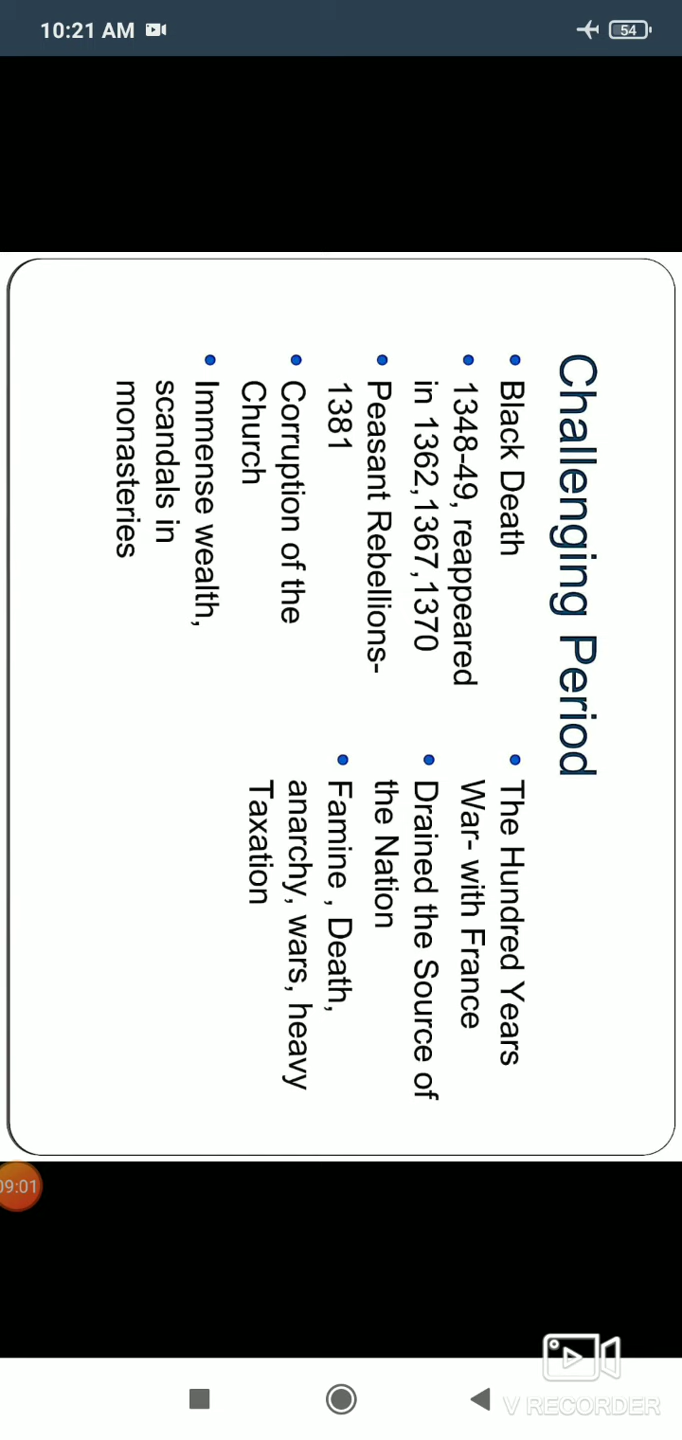 10:21 AM
54
Challenging Period
Black Death
1348-49, reappeared
in 1362,1367,1370
Peasant Rebellions-
1381
Corruption of the
Church
Immense wealth,
scandals in
monasteries
The Hundred Years
War- with France
Drained the Source of
the Nation
Famine , Death,
anarchy, wars, heavy
Taxation
09:01
V RECORDER